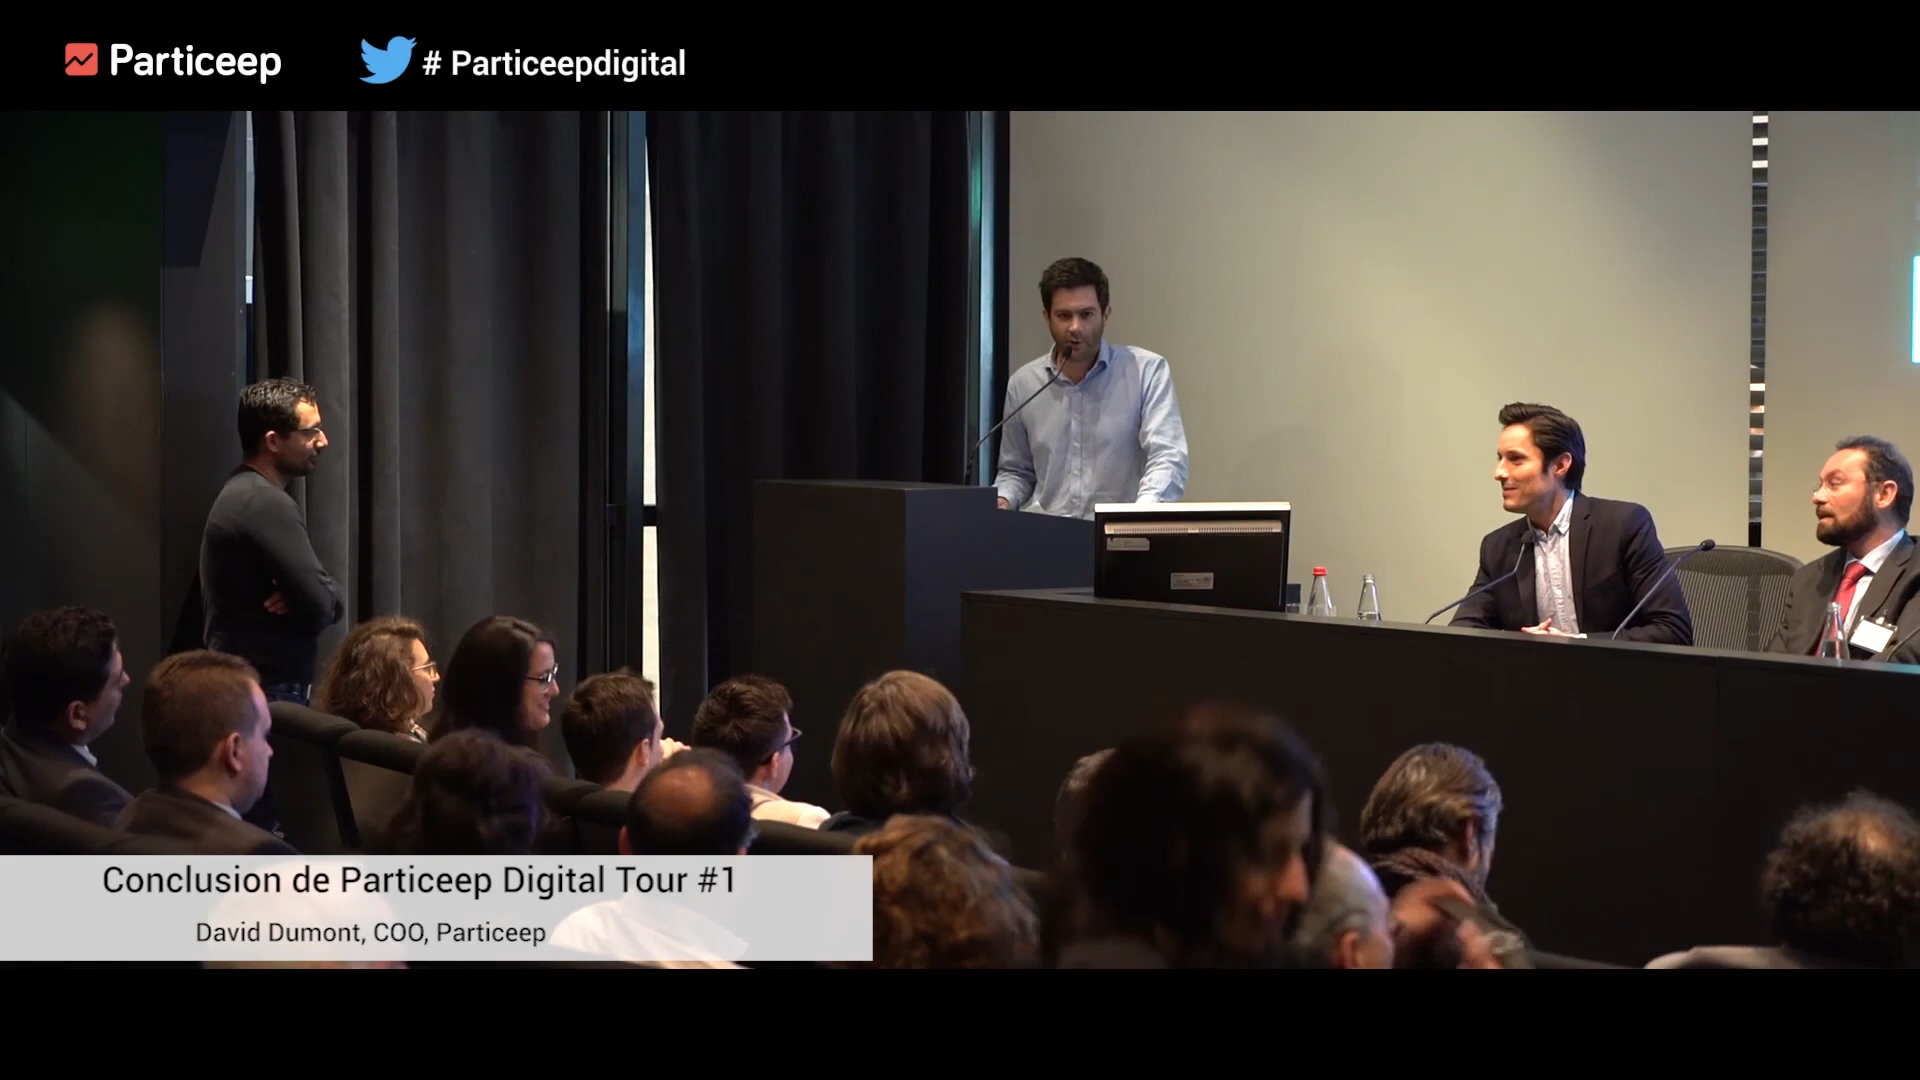 Particeep
# Particeepdigital
Conclusion de Particeep Digital Tour #1
David Dumont, COO, Particeep